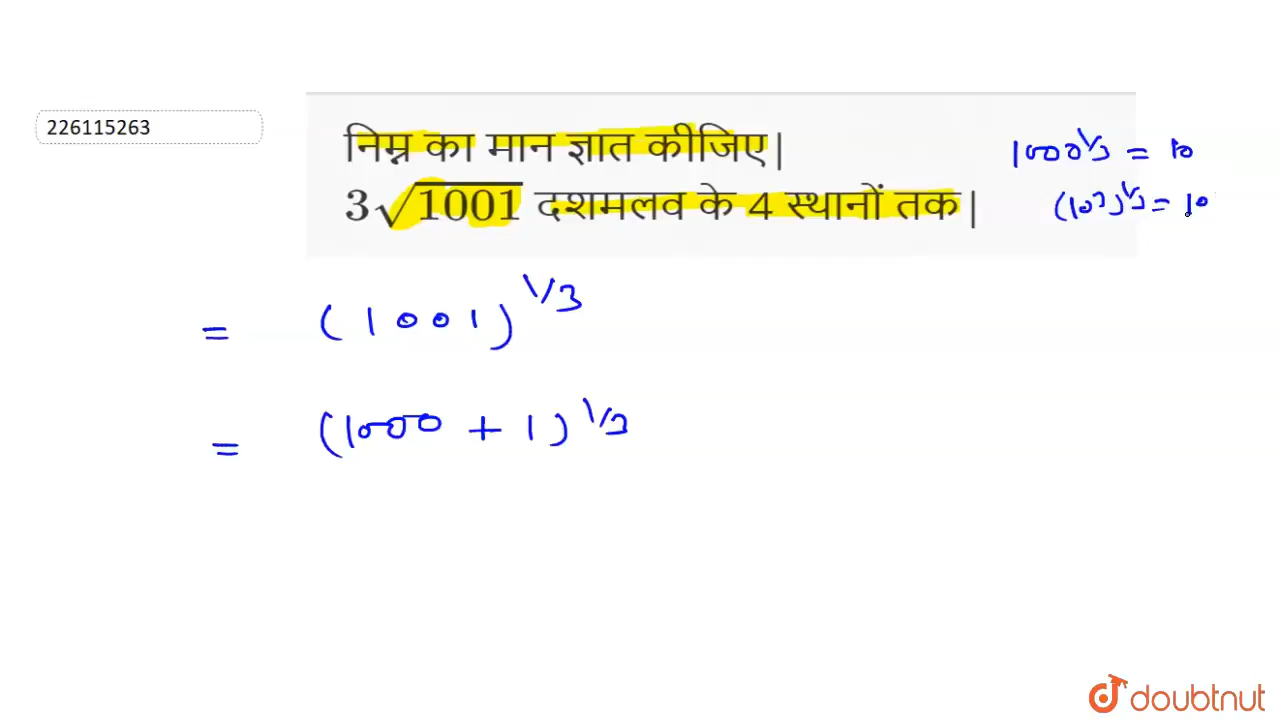 226115263
निम्न का मान ज्ञात कीजिए|
3√1001 दशमलव के 4 स्थानों तक|
1000^1/3 = 10
(10^3)^1/3 = 10
= (1001)^1/3
= (1000 + 1)^1/3
doubtnut